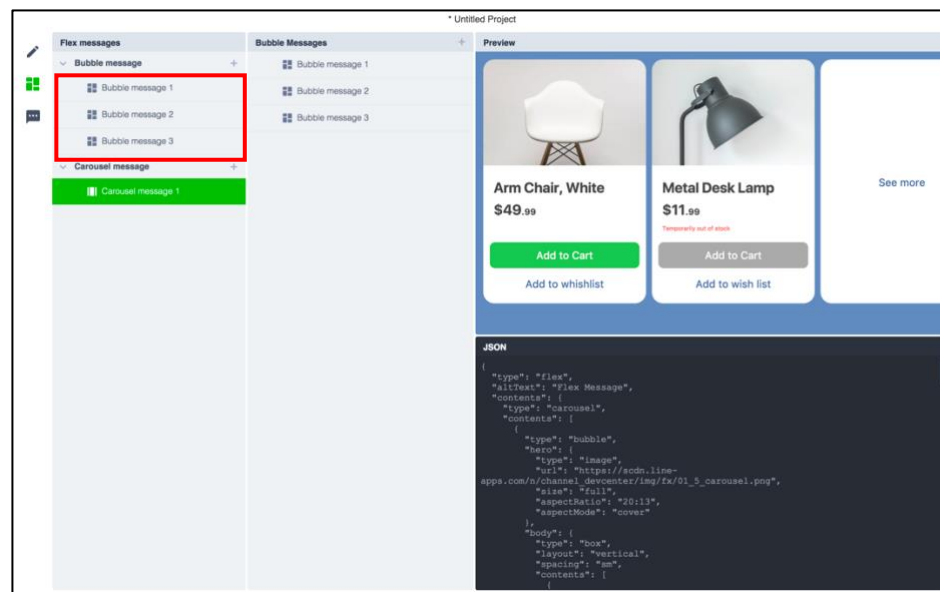 * Untitled Project
Flex messages
Bubble message
Bubble message 1
Bubble message 2
Bubble message 3
Carousel message
Carousel message 1
Bubble Messages
Bubble message 1
Bubble message 2
Bubble message 3
Preview
Arm Chair, White
$49.99
Add to Cart
Add to whishlist
Metal Desk Lamp
$11.99
Temporarily out of stock
Add to Cart
Add to wish list
See more
JSON
{
"type": "flex",
"altText": "Flex Message",
"contents": {
"type": "carousel",
"contents": [
{
"type": "bubble",
"hero": {
"type": "image",
"url": "https://scdn.line-
apps.com/n/channel_devcenter/img/fx/01_5_carousel.png",
"size": "full",
"aspectRatio": "20:13",
"aspectMode": "cover"
},
"body": {
"type": "box",
"layout": "vertical",
"spacing": "sm",
"contents": [
{